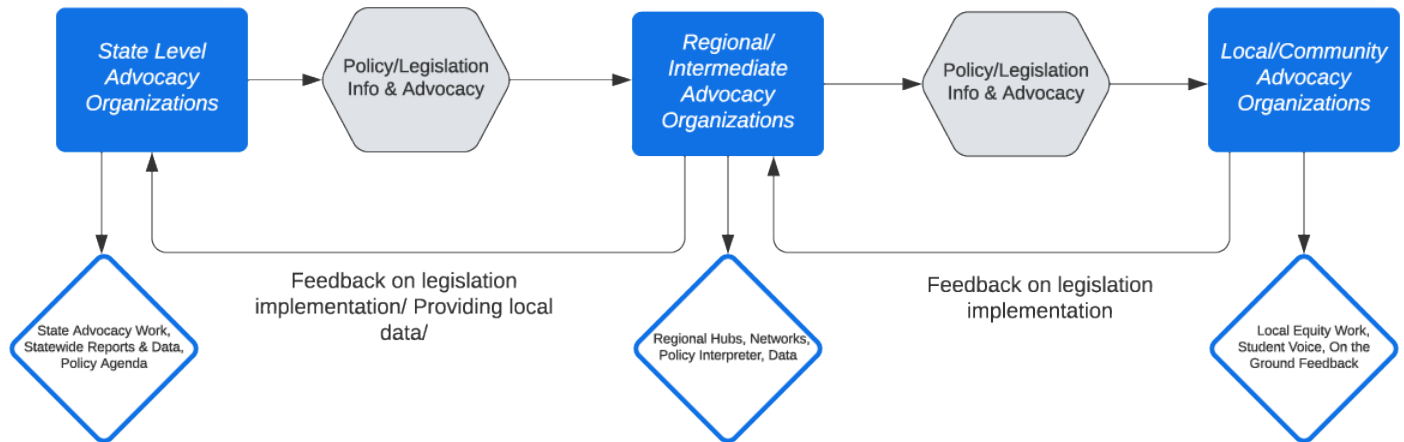 State Level
Advocacy
Organizations
Policy/Legislation
Info & Advocacy
Regional/
Intermediate
Advocacy
Organizations
Policy/Legislation
Info & Advocacy
Local/Community
Advocacy
Organizations
Feedback on legislation
implementation/ Providing local
data/
Feedback on legislation
implementation
State Advocacy Work,
Statewide Reports & Data,
Policy Agenda
Regional Hubs, Networks,
Policy Interpreter, Data
Local Equity Work,
Student Voice, On the
Ground Feedback